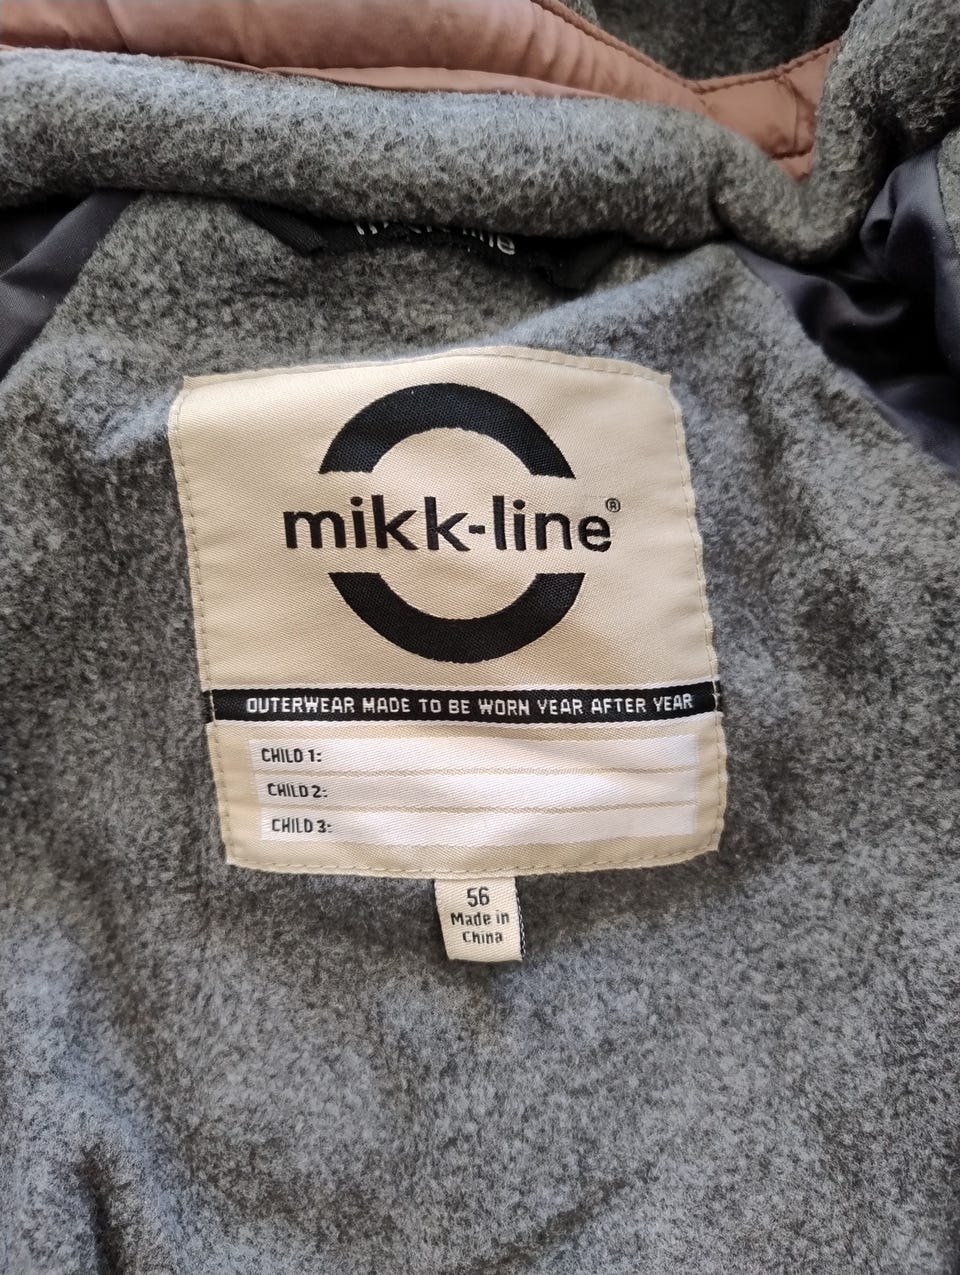 mikk-line®
OUTERWEAR MADE TO BE WORN YEAR AFTER YEAR
CHILD 1:
CHILD 2:
CHILD 3:
56
Made in
China